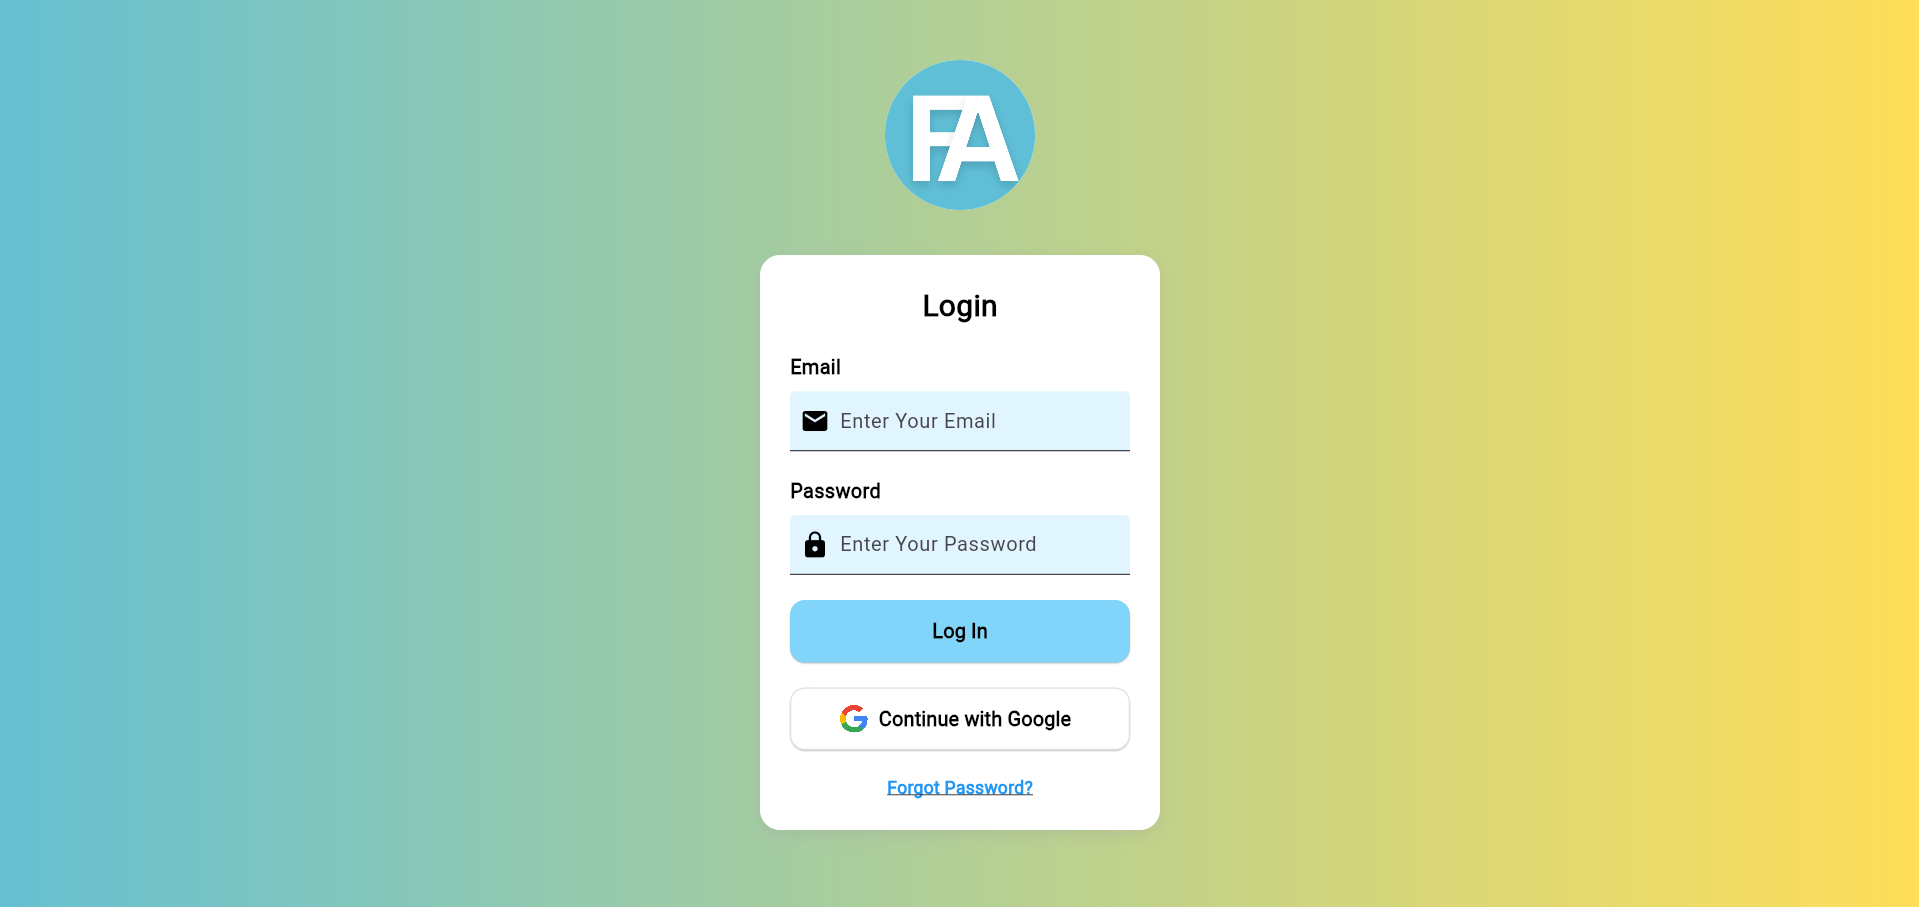 FA
Login
Email
Enter Your Email
Password
Enter Your Password
Log In
Continue with Google
Forgot Password?